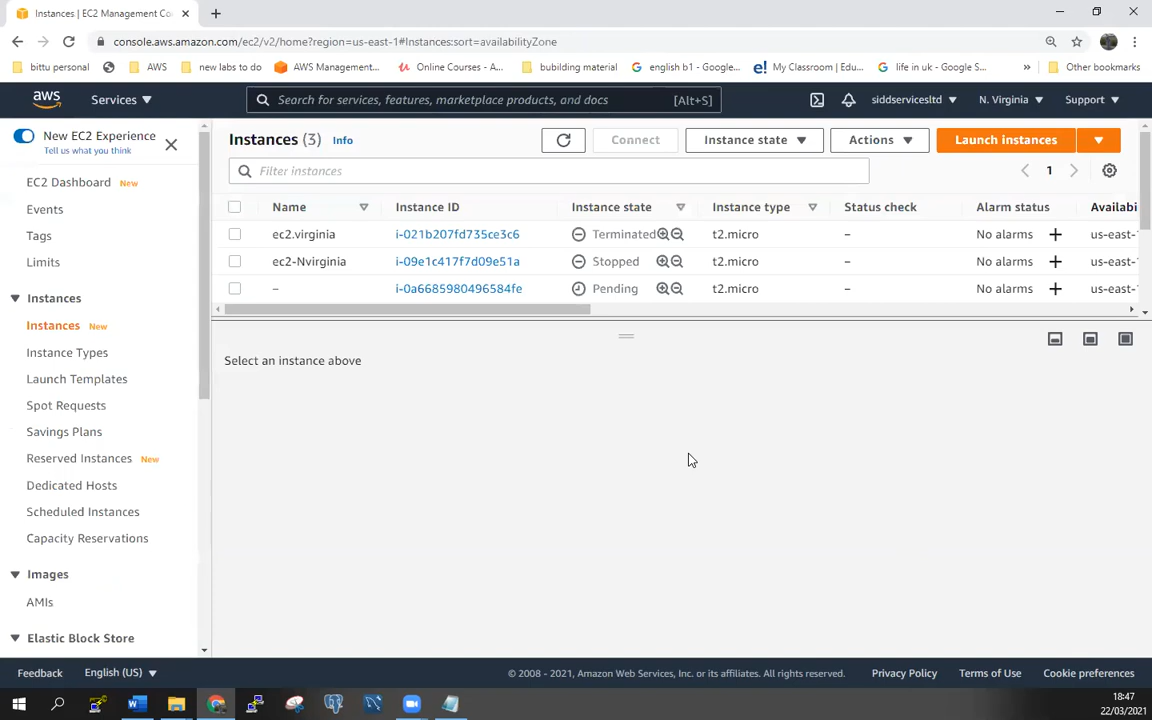 Instances | EC2 Management Co
console.aws.amazon.com/ec2/v2/home?region=us-east-1#Instances:sort=availabilityZone
bittu personal AWS new labs to do AWS Management... Online Courses - A... bubuilding material english b1 - Google... My Classroom | Edu... life in uk - Google S... » Other bookmarks
aws Services Search for services, features, marketplace products, and docs [Alt+S] siddservicesltd N. Virginia Support
New EC2 Experience
Tell us what you think
Instances (3) Info Connect Instance state Actions Launch instances
Filter instances 1
Name Instance ID Instance state Instance type Status check Alarm status Availabi
ec2.virginia i-021b207fd735ce3c6 Terminated t2.micro – No alarms + us-east-
ec2-Nvirginia i-09e1c417f7d09e51a Stopped t2.micro – No alarms + us-east-
– i-0a6685980496584fe Pending t2.micro – No alarms + us-east-
Select an instance above
EC2 Dashboard New
Events
Tags
Limits
Instances
Instances New
Instance Types
Launch Templates
Spot Requests
Savings Plans
Reserved Instances New
Dedicated Hosts
Scheduled Instances
Capacity Reservations
Images
AMIs
Elastic Block Store
Feedback English (US) © 2008 - 2021, Amazon Web Services, Inc. or its affiliates. All rights reserved. Privacy Policy Terms of Use Cookie preferences
18:47
22/03/2021